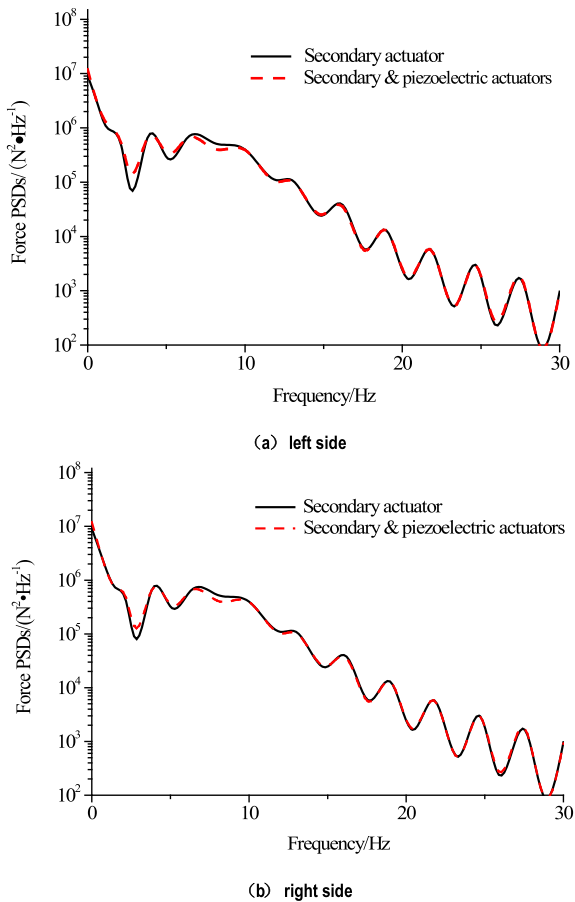 10^8
10^7
10^6
10^5
10^4
10^3
10^2
Force PSDs/(N^2•Hz^-1)
Secondary actuator
Secondary & piezoelectric actuators
0 10 20 30
Frequency/Hz
(a) left side
10^8
10^7
10^6
10^5
10^4
10^3
10^2
Force PSDs/(N^2•Hz^-1)
Secondary actuator
Secondary & piezoelectric actuators
0 10 20 30
Frequency/Hz
(b) right side